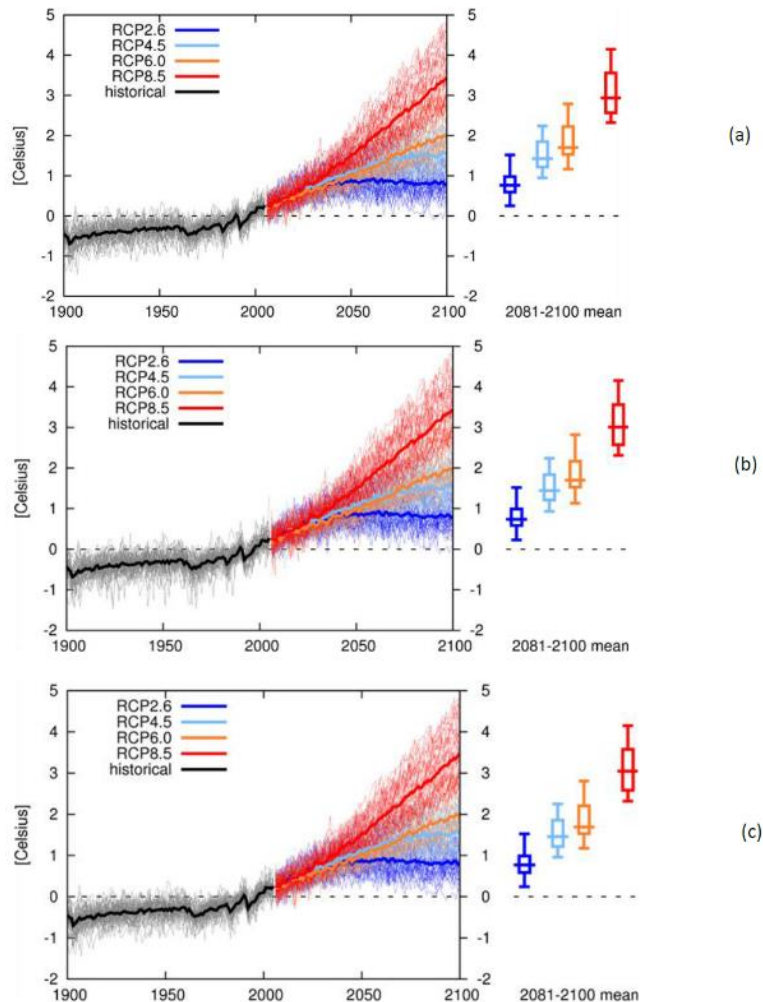 5
4
3
2
1
0
-1
-2
[Celsius]
RCP2.6
RCP4.5
RCP6.0
RCP8.5
historical
1900
1950
2000
2050
2100
5
4
3
2
1
0
-1
-2
2081-2100 mean
(a)
5
4
3
2
1
0
-1
-2
[Celsius]
RCP2.6
RCP4.5
RCP6.0
RCP8.5
historical
1900
1950
2000
2050
2100
5
4
3
2
1
0
-1
-2
2081-2100 mean
(b)
5
4
3
2
1
0
-1
-2
[Celsius]
RCP2.6
RCP4.5
RCP6.0
RCP8.5
historical
1900
1950
2000
2050
2100
5
4
3
2
1
0
-1
-2
2081-2100 mean
(c)